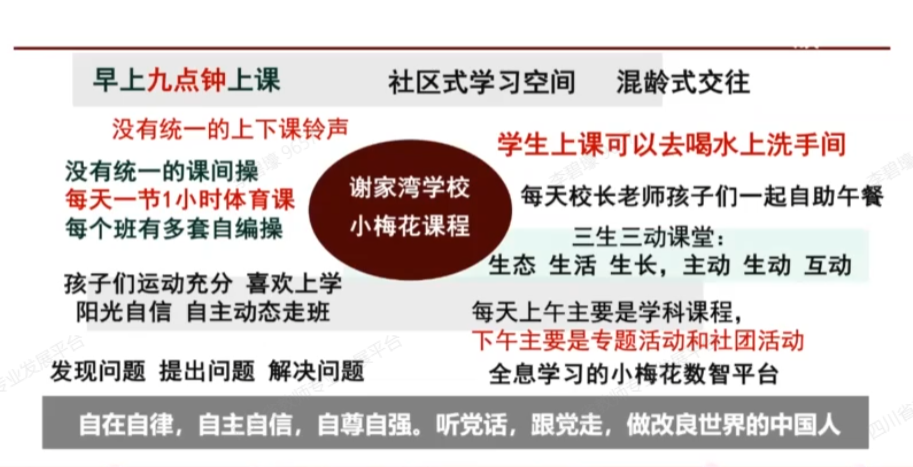 早上九点钟上课 社区式学习空间 混龄式交往
没有统一的上下课铃声
学生上课可以去喝水上洗手间
没有统一的课间操
每天一节1小时体育课
每个班有多套自编操
谢家湾学校
小梅花课程
每天校长老师孩子们一起自助午餐
三生三动课堂：
生态 生活 生长，主动 生动 互动
孩子们运动充分 喜欢上学
阳光自信 自主动态走班
每天上午主要是学科课程，
下午主要是专题活动和社团活动
发现问题 提出问题 解决问题
全息学习的小梅花数智平台
自在自律，自主自信，自尊自强。听党话，跟党走，做改良世界的中国人